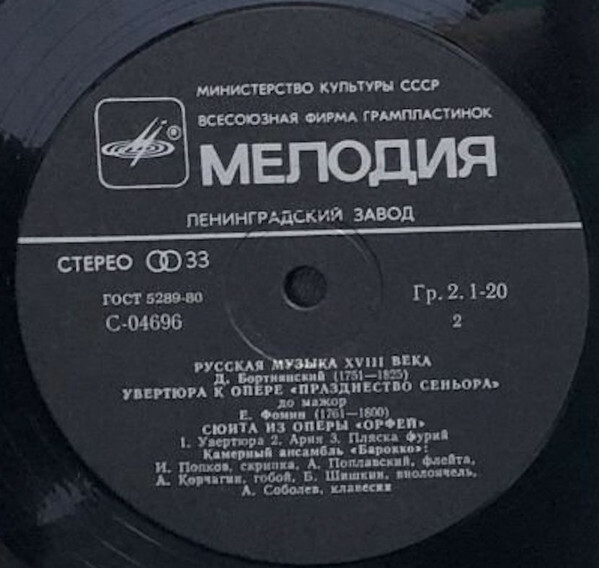 МИНИСТЕРСТВО КУЛЬТУРЫ СССР
ВСЕСОЮЗНАЯ ФИРМА ГРАМПЛАСТИНОК
®
МЕЛОДИЯ
ЛЕНИНГРАДСКИЙ ЗАВОД
СТЕРЕО 33
ГОСТ 5289-80
Гр. 2. 1-20
С-04696
2
РУССКАЯ МУЗЫКА XVIII ВЕКА
Д. Бортнянский (1751—1825)
УВЕРТЮРА К ОПЕРЕ «ПРАЗДНЕСТВО СЕНЬОРА»
до мажор
Е. Фомин (1761—1800)
СЮИТА ИЗ ОПЕРЫ «ОРФЕЙ»
1. Увертюра 2. Ария 3. Пляска фурий
Камерный ансамбль «Барокко»:
И. Попков, скрипка, А. Поплавский, флейта,
А. Корчагин, гобой, Б. Шишкин, виолончель,
А. Соболев, клавесин